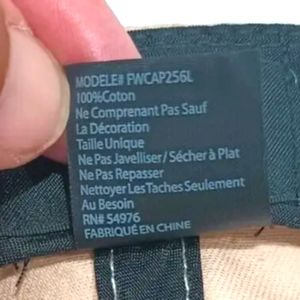 MODELE# FWCAP256L
100%Coton
Ne Comprenant Pas Sauf
La Décoration
Taille Unique
Ne Pas Javelliser/ Sécher à Plat
Ne Pas Repasser
Nettoyer Les Taches Seulement
Au Besoin
RN# 54976
FABRIQUÉ EN CHINE